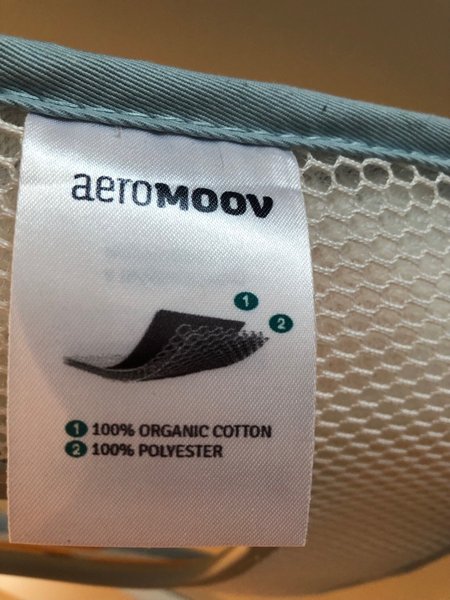 aeroMOOV
1
2
1 100% ORGANIC COTTON
2 100% POLYESTER